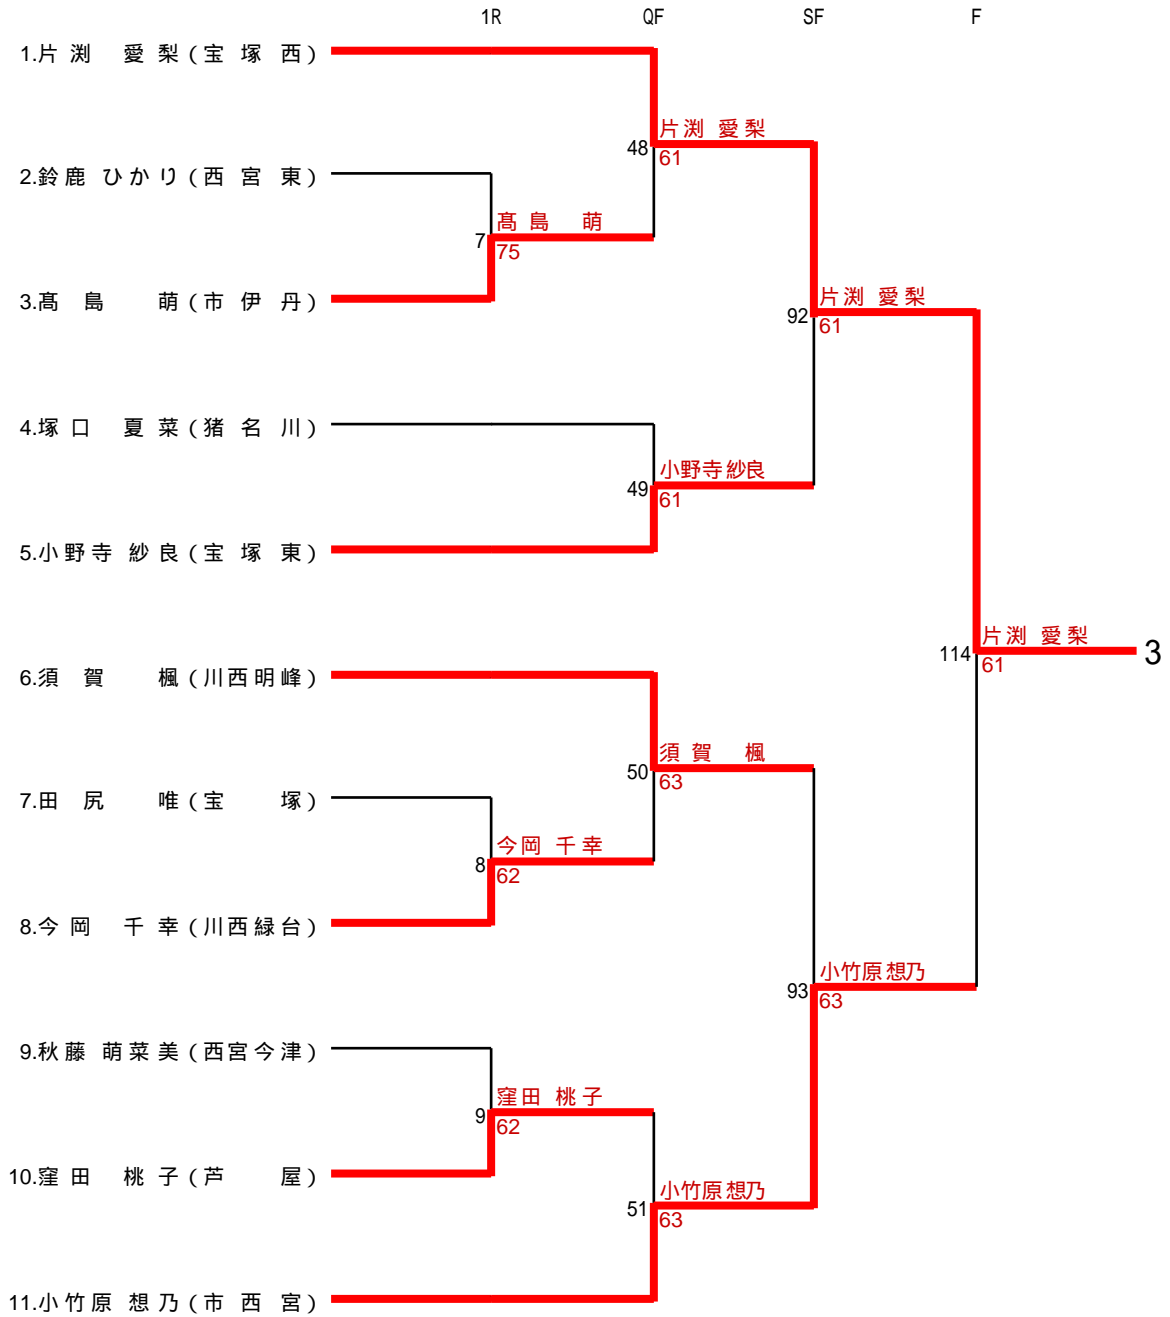 1R QF SF F
1.片渕 愛梨(宝塚西)
片渕 愛梨
48
61
2.鈴鹿 ひかり(西宮東)
髙島 萌
7
75
片渕 愛梨
3.髙島 萌(市伊丹)
92
61
4.塚口 夏菜(猪名川)
小野寺紗良
49
61
5.小野寺 紗良(宝塚東)
片渕 愛梨
114
61
3
6.須賀 楓(川西明峰)
須賀 楓
50
63
7.田尻 唯(宝塚)
今岡 千幸
8
62
8.今岡 千幸(川西緑台)
小竹原想乃
93
63
9.秋藤 萌菜美(西宮今津)
窪田 桃子
9
62
10.窪田 桃子(芦屋)
小竹原想乃
51
63
11.小竹原 想乃(市西宮)